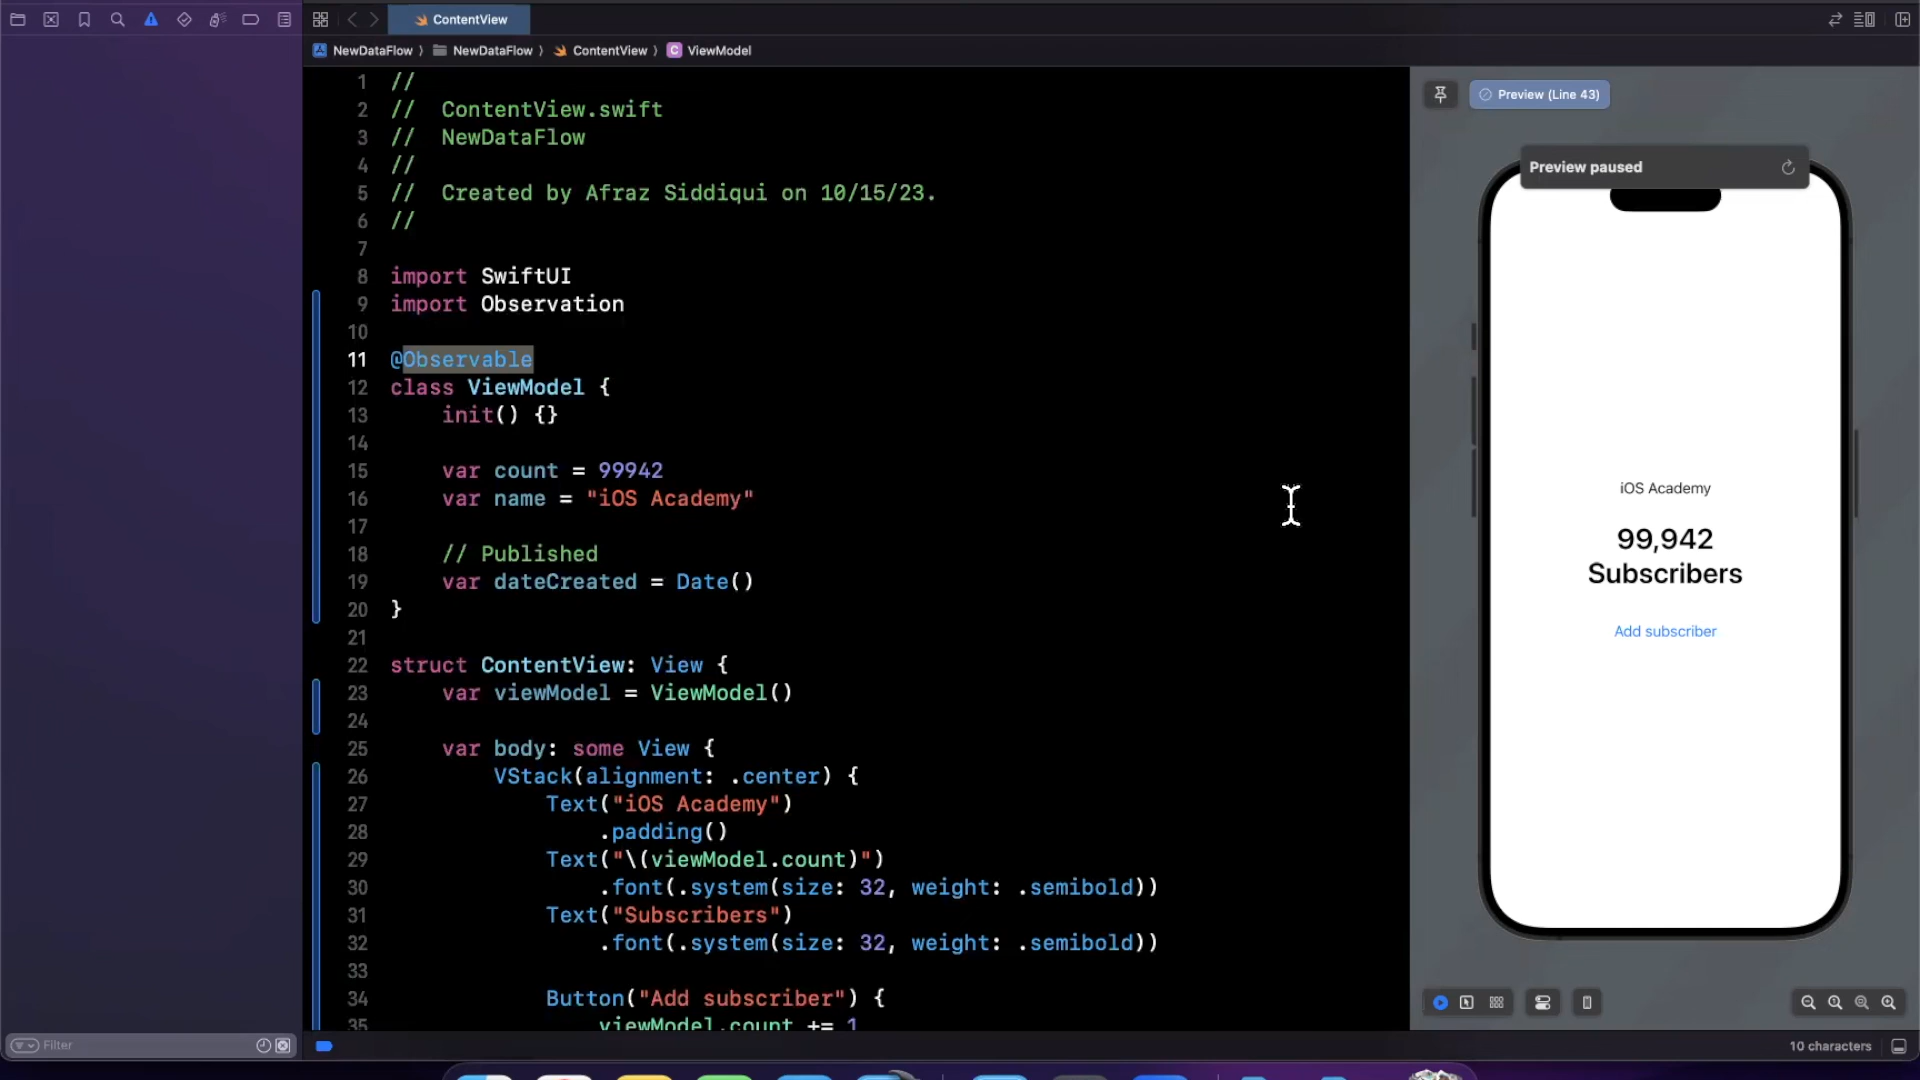 ContentView
NewDataFlow ⟩ NewDataFlow ⟩ ContentView ⟩ C ViewModel
1 //
2 //  ContentView.swift
3 //  NewDataFlow
4 //
5 //  Created by Afraz Siddiqui on 10/15/23.
6 //
7
8 import SwiftUI
9 import Observation
10
11 @Observable
12 class ViewModel {
13     init() {}
14
15     var count = 99942
16     var name = "iOS Academy"
17
18     // Published
19     var dateCreated = Date()
20 }
21
22 struct ContentView: View {
23     var viewModel = ViewModel()
24
25     var body: some View {
26         VStack(alignment: .center) {
27             Text("iOS Academy")
28                 .padding()
29             Text("\(viewModel.count)")
30                 .font(.system(size: 32, weight: .semibold))
31             Text("Subscribers")
32                 .font(.system(size: 32, weight: .semibold))
33
34             Button("Add subscriber") {
35                 viewModel.count += 1
Preview (Line 43)
Preview paused
iOS Academy
99,942
Subscribers
Add subscriber
Filter
10 characters